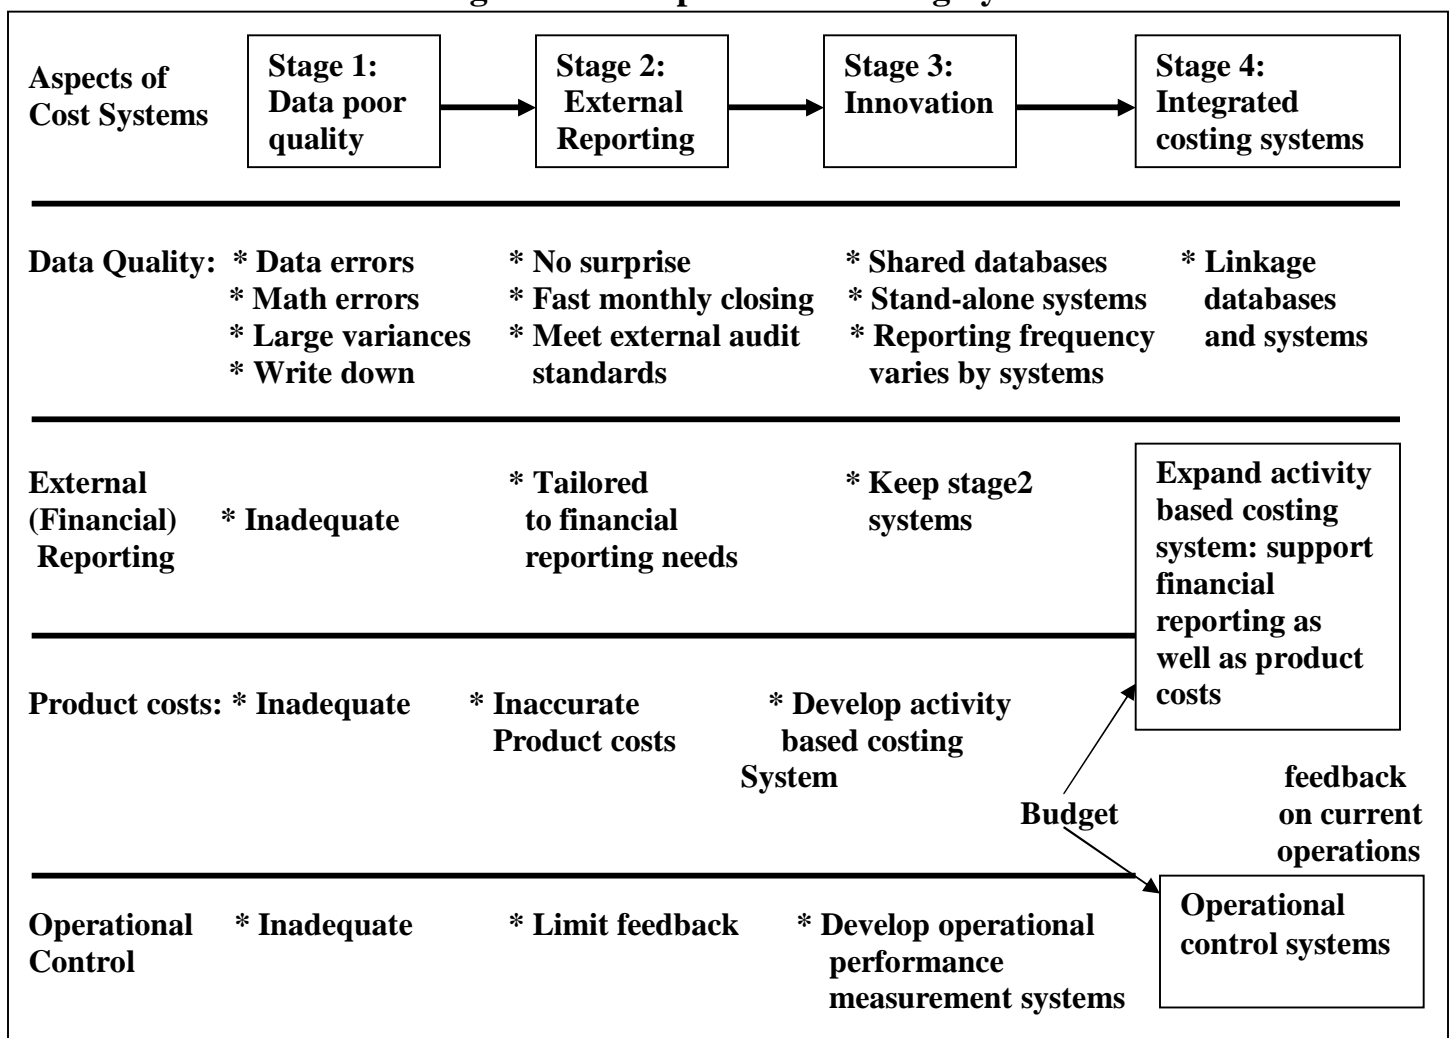 Aspects of
Cost Systems
Stage 1:
Data poor
quality
Stage 2:
External
Reporting
Stage 3:
Innovation
Stage 4:
Integrated
costing systems
Data Quality:
* Data errors
* Math errors
* Large variances
* Write down
* No surprise
* Fast monthly closing
* Meet external audit
standards
* Shared databases
* Stand-alone systems
* Reporting frequency
varies by systems
* Linkage
databases
and systems
External
(Financial)
Reporting
* Inadequate
* Tailored
to financial
reporting needs
* Keep stage2
systems
Expand activity
based costing
system: support
financial
reporting as
well as product
costs
Product costs:
* Inadequate
* Inaccurate
Product costs
* Develop activity
based costing
System
Budget
feedback
on current
operations
Operational
Control
* Inadequate
* Limit feedback
* Develop operational
performance
measurement systems
Operational
control systems